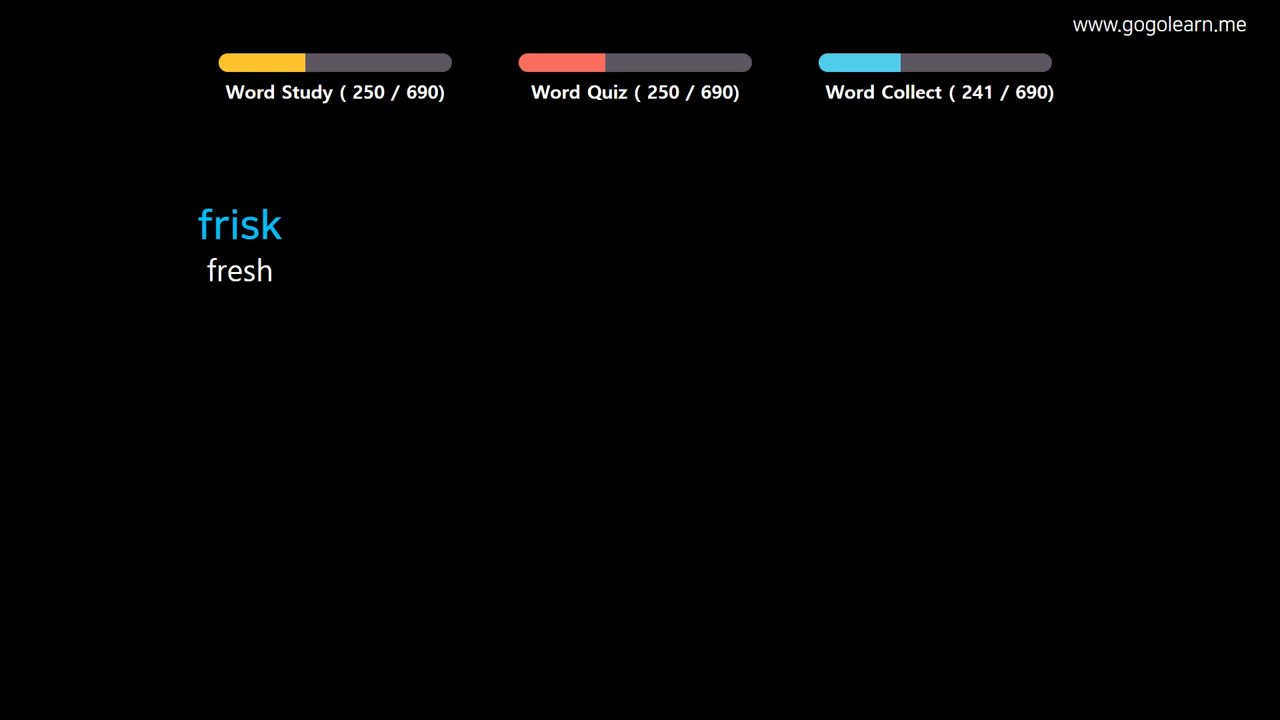 www.gogolearn.me
Word Study ( 250 / 690)
Word Quiz ( 250 / 690)
Word Collect ( 241 / 690)
frisk
fresh